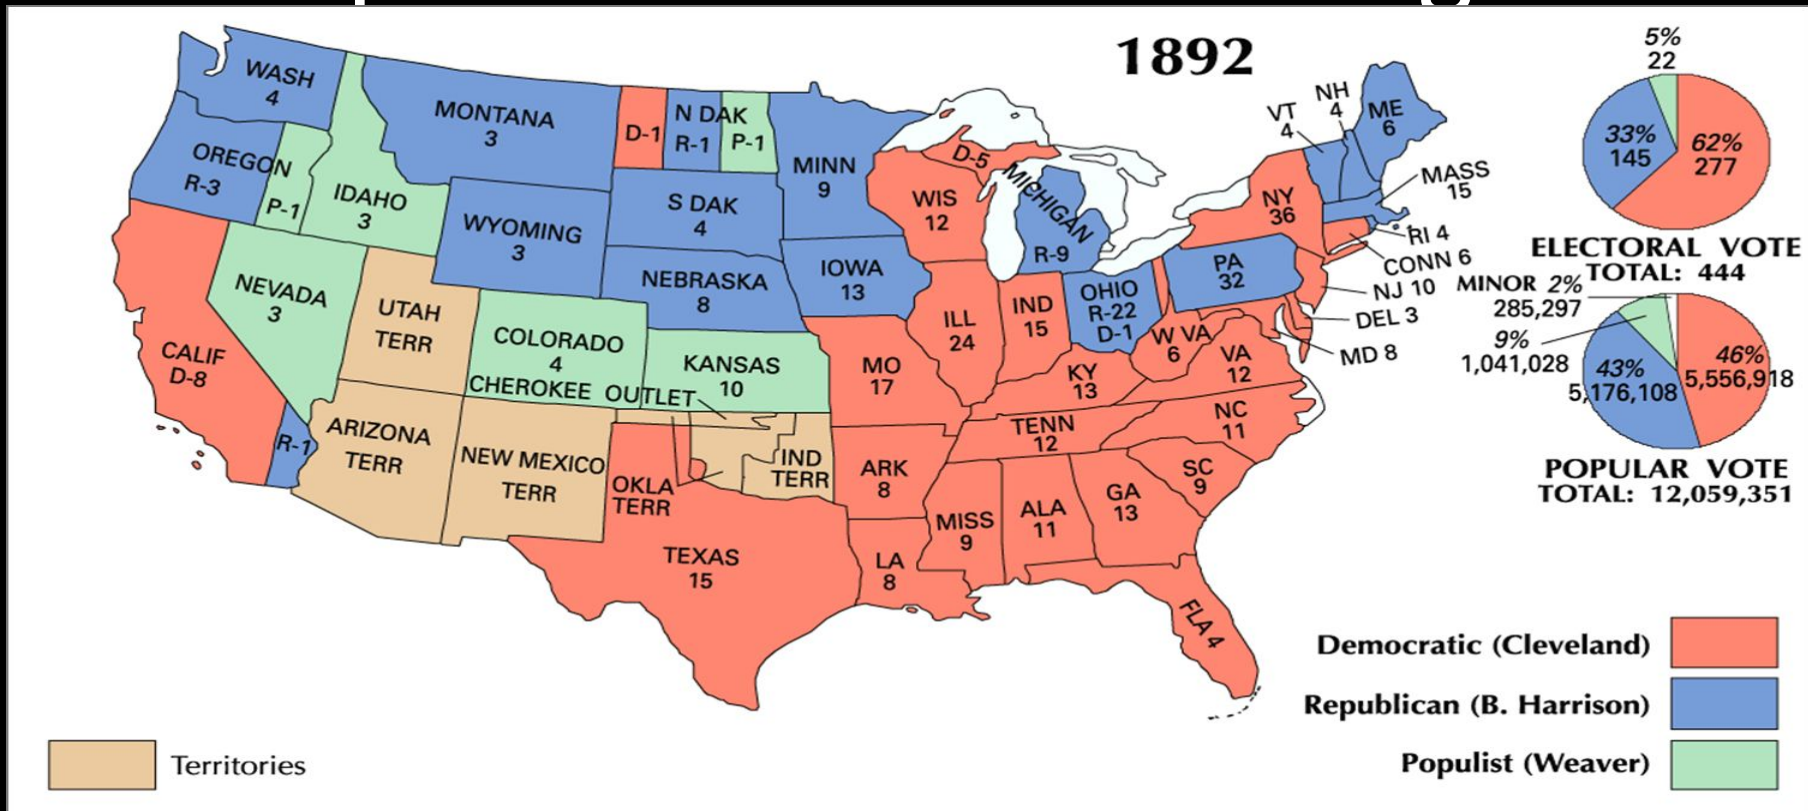 1892
WASH
4
OREGON
R-3
P-1
CALIF
D-8
R-1
NEVADA
3
IDAHO
3
MONTANA
3
WYOMING
3
UTAH
TERR
ARIZONA
TERR
COLORADO
4
NEW MEXICO
TERR
D-1
N DAK
R-1
P-1
S DAK
4
NEBRASKA
8
KANSAS
10
CHEROKEE OUTLET
OKLA
TERR
IND
TERR
TEXAS
15
MINN
9
IOWA
13
MO
17
ARK
8
LA
8
WIS
12
ILL
24
D-5
MICHIGAN
R-9
IND
15
OHIO
R-22
D-1
KY
13
TENN
12
MISS
9
ALA
11
GA
13
FLA 4
SC
9
NC
11
VA
12
W VA
6
PA
32
NY
36
VT
4
NH
4
ME
6
MASS
15
RI 4
CONN 6
NJ 10
DEL 3
MD 8
5%
22
33%
145
62%
277
ELECTORAL VOTE
TOTAL: 444
MINOR 2%
285,297
9%
1,041,028
43%
5,176,108
46%
5,556,918
POPULAR VOTE
TOTAL: 12,059,351
Democratic (Cleveland)
Republican (B. Harrison)
Populist (Weaver)
Territories